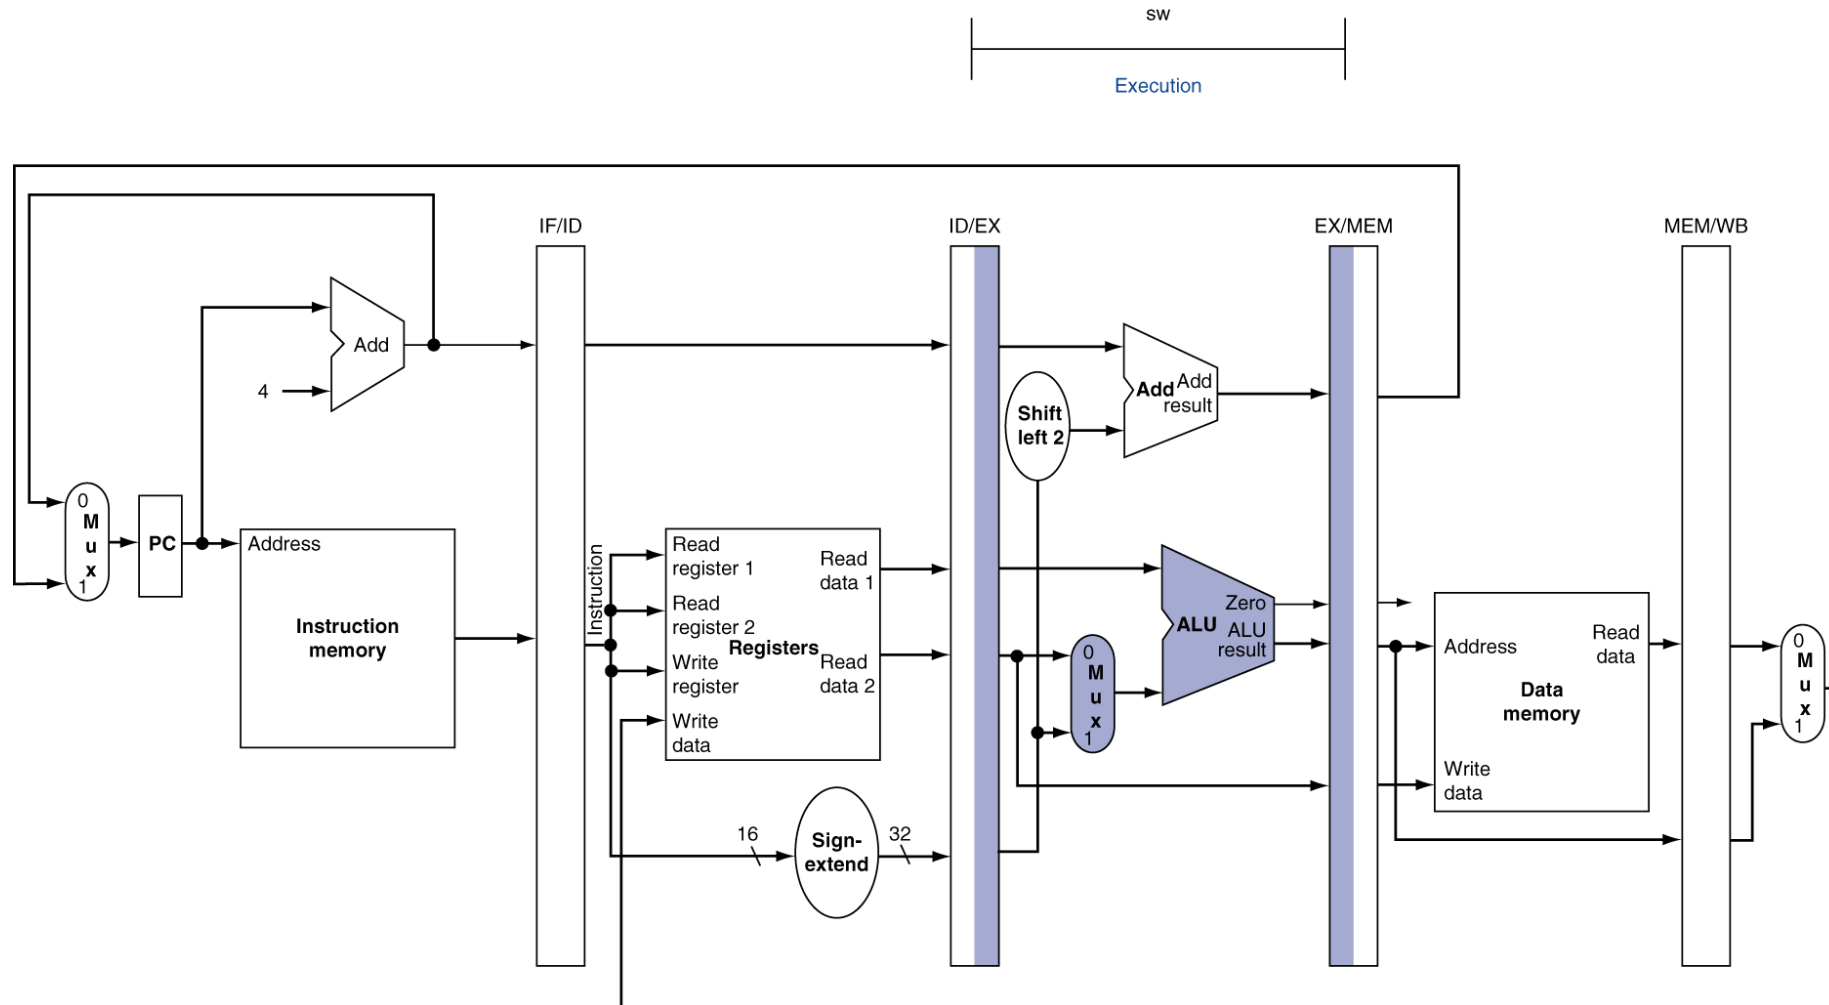 sw
Execution
IF/ID
ID/EX
EX/MEM
MEM/WB
Add
4
0
M
u
x
1
PC
Address
Instruction
memory
Instruction
Read
register 1
Read
register 2
Write
register
Write
data
Registers
Read
data 1
Read
data 2
16
Sign-
extend
32
Shift
left 2
Add
Add
result
0
M
u
x
1
ALU
Zero
ALU
result
Address
Read
data
Data
memory
Write
data
0
M
u
x
1